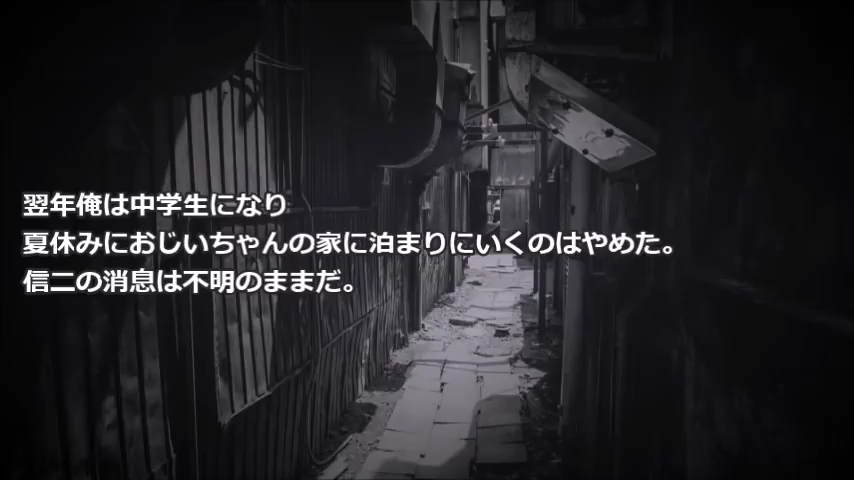 翌年俺は中学生になり
夏休みにおじいちゃんの家に泊まりにいくのはやめた。
信二の消息は不明のままだ。